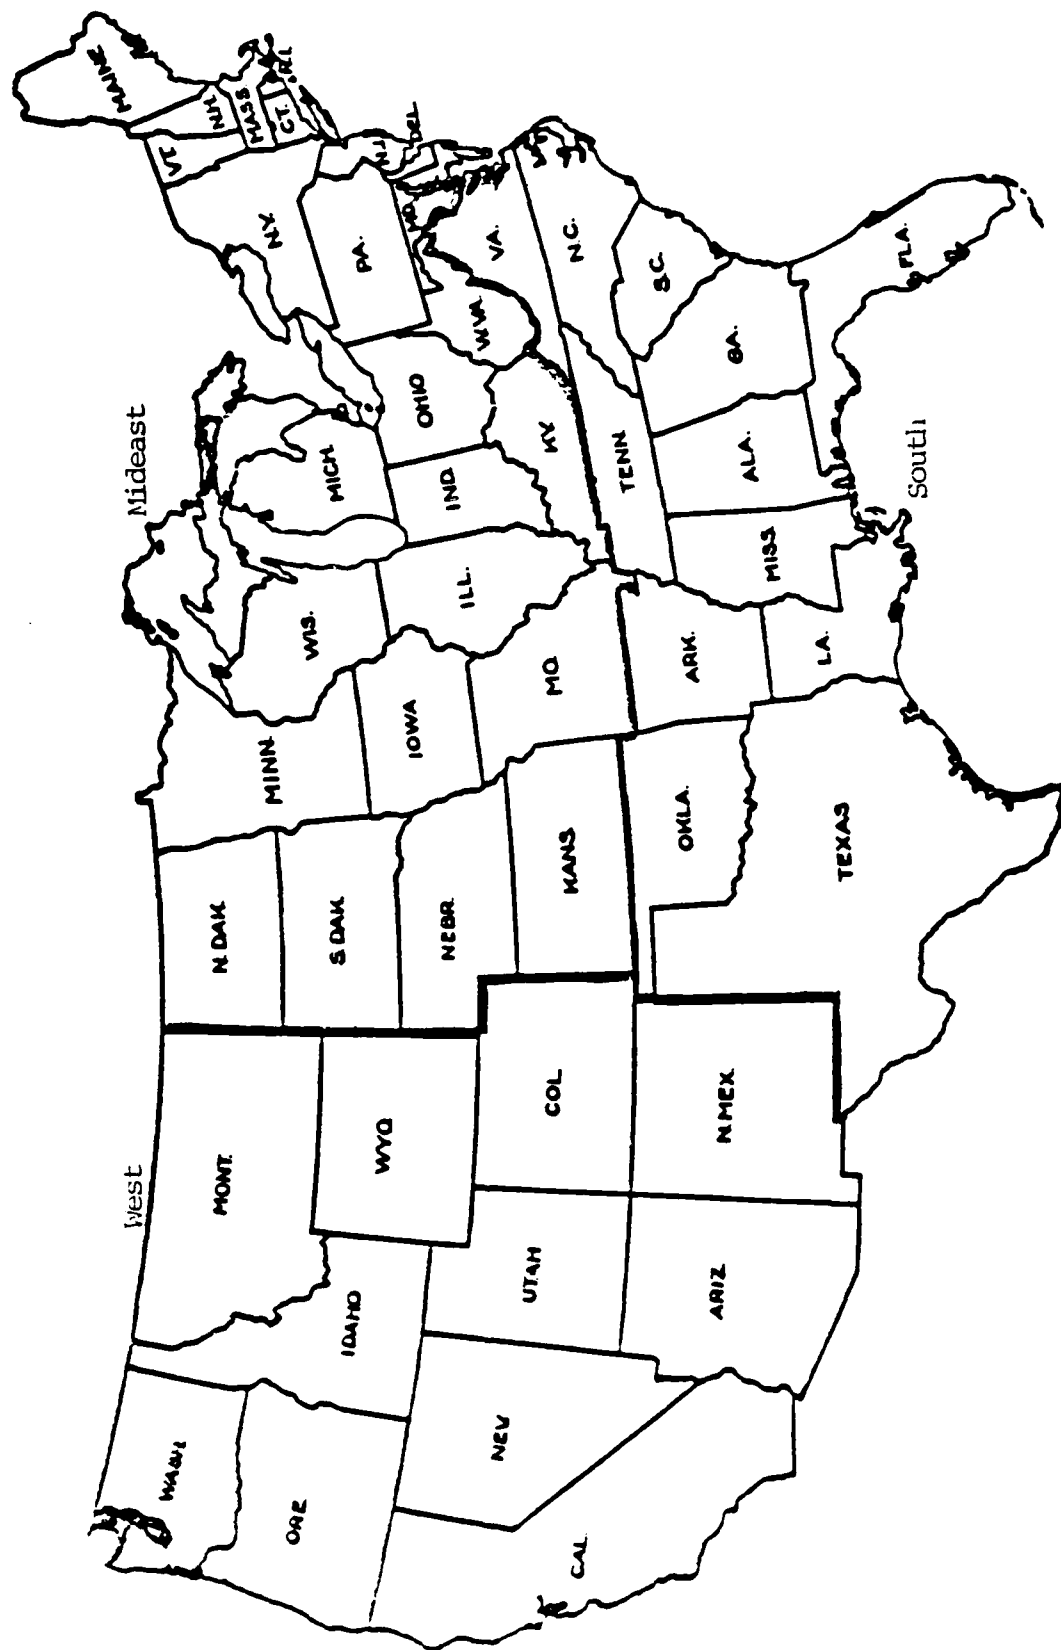 West
Mideast
South
WASH.
MONT.
N. DAK.
MINN.
WIS.
MICH.
VT.
MAINE
N.H.
MASS.
CT.
R.I.
N.Y.
ORE.
IDAHO
WYO.
S. DAK.
IOWA
ILL.
IND.
OHIO
PA.
N.J.
DEL.
MD.
W.VA.
VA.
CAL.
NEV.
UTAH
COL.
NEBR.
KANS.
MO.
KY.
TENN.
N.C.
S.C.
ARIZ.
N. MEX.
OKLA.
ARK.
MISS.
ALA.
GA.
TEXAS
LA.
FLA.